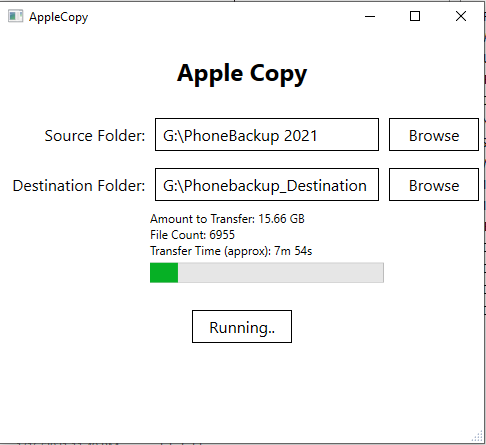 AppleCopy
Apple Copy
Source Folder: G:\PhoneBackup 2021 Browse
Destination Folder: G:\Phonebackup_Destination Browse
Amount to Transfer: 15.66 GB
File Count: 6955
Transfer Time (approx): 7m 54s
Running..